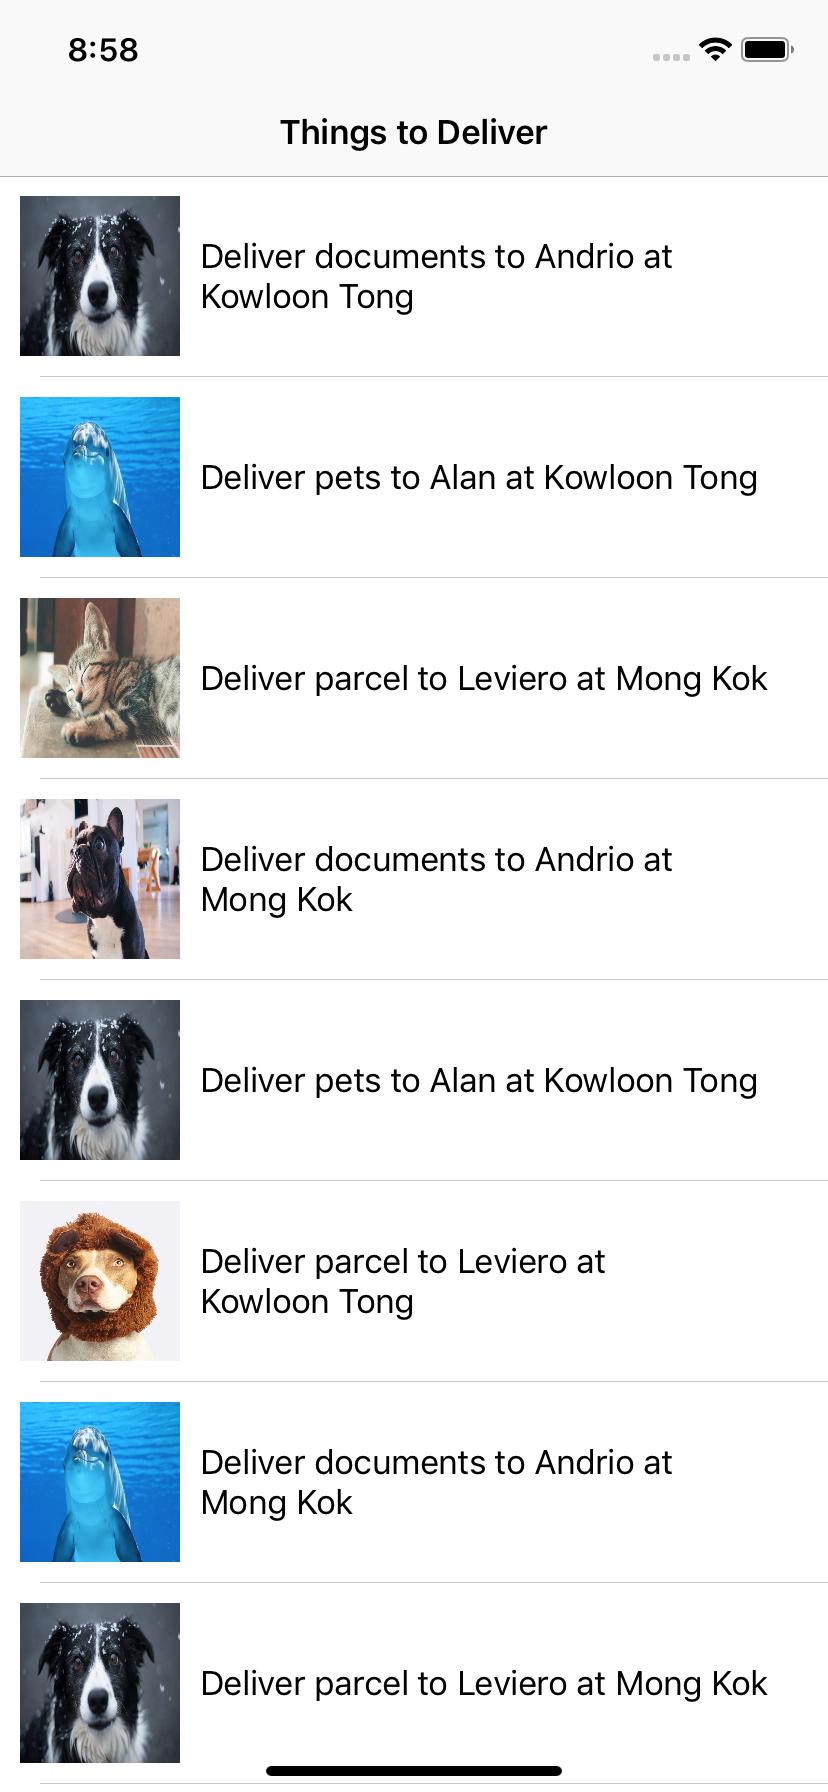 8:58
Things to Deliver
Deliver documents to Andrio at
Kowloon Tong
Deliver pets to Alan at Kowloon Tong
Deliver parcel to Leviero at Mong Kok
Deliver documents to Andrio at
Mong Kok
Deliver pets to Alan at Kowloon Tong
Deliver parcel to Leviero at
Kowloon Tong
Deliver documents to Andrio at
Mong Kok
Deliver parcel to Leviero at Mong Kok